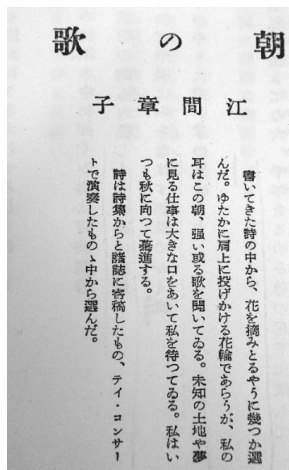 朝の歌
江間章子
書いてきた詩の中から、花を摘みとるやうに幾つか選
んだ。ゆたかに肩上に投げかける花輪であらうが、私の
耳はこの朝、强い或る歌を聞いてゐる。未知の土地や夢
に見る仕事は大きな口をあいて私を待つてゐる。私はい
つも秋に向つて驀進する。
詩は詩集からと諸誌に寄稿したもの、テイ・コンサー
トで演奏したものゝ中から選んだ。